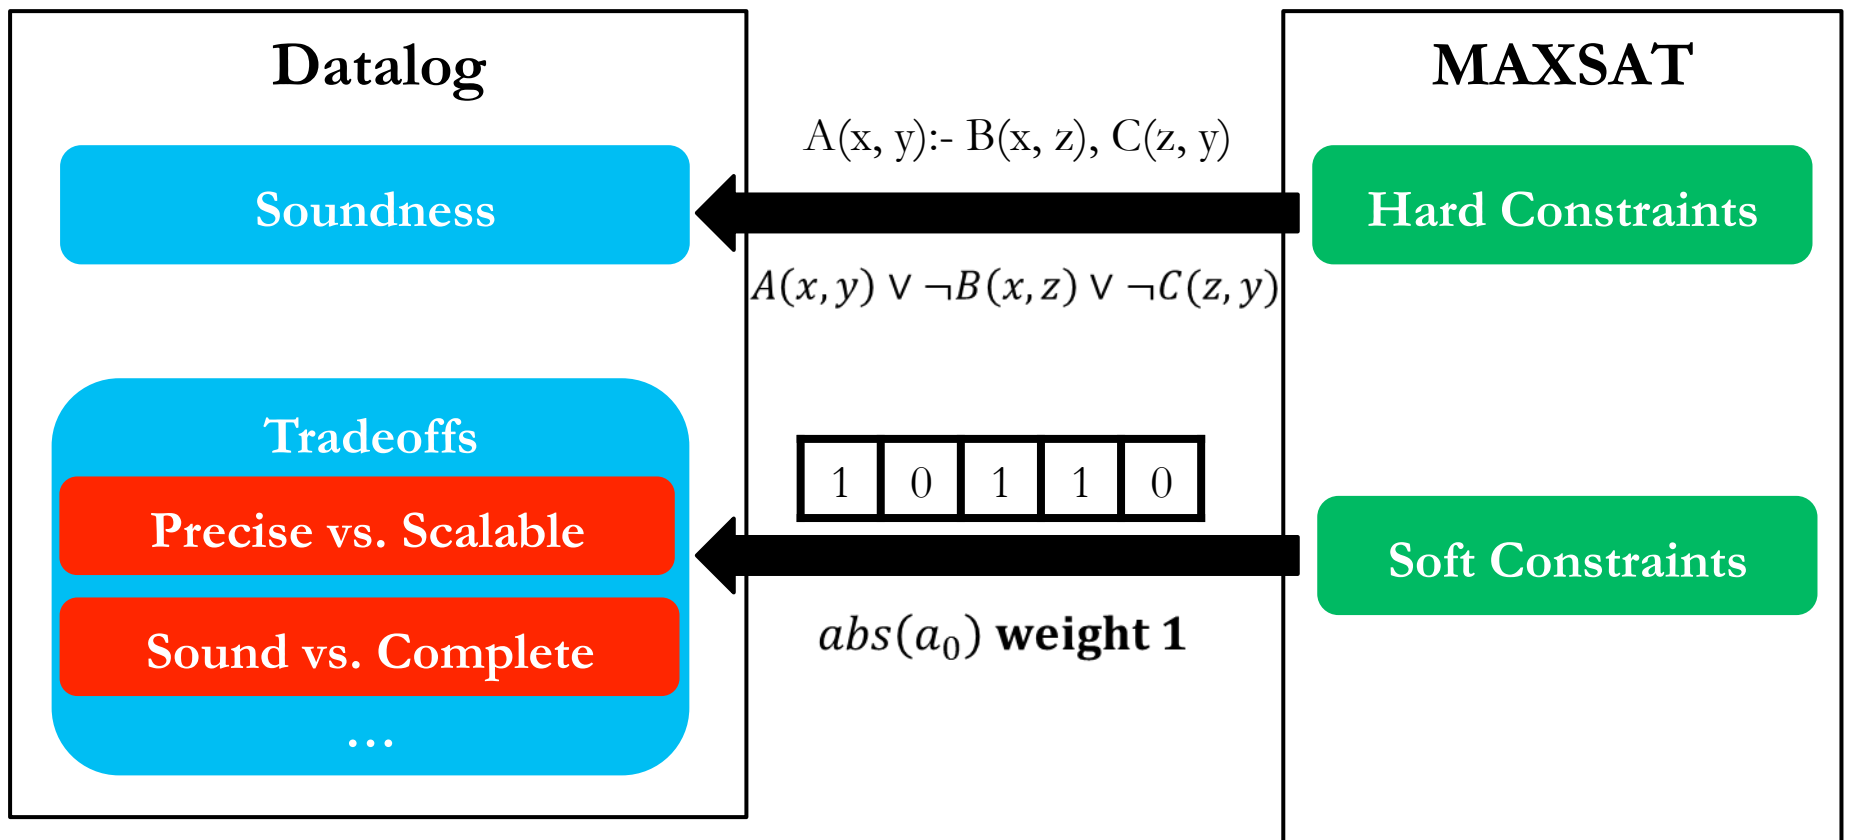 Datalog
Soundness
Tradeoffs
Precise vs. Scalable
Sound vs. Complete
…
A(x, y):- B(x, z), C(z, y)
A(x, y) ∨ ¬B(x, z) ∨ ¬C(z, y)
1 0 1 1 0
abs(a₀) weight 1
MAXSAT
Hard Constraints
Soft Constraints